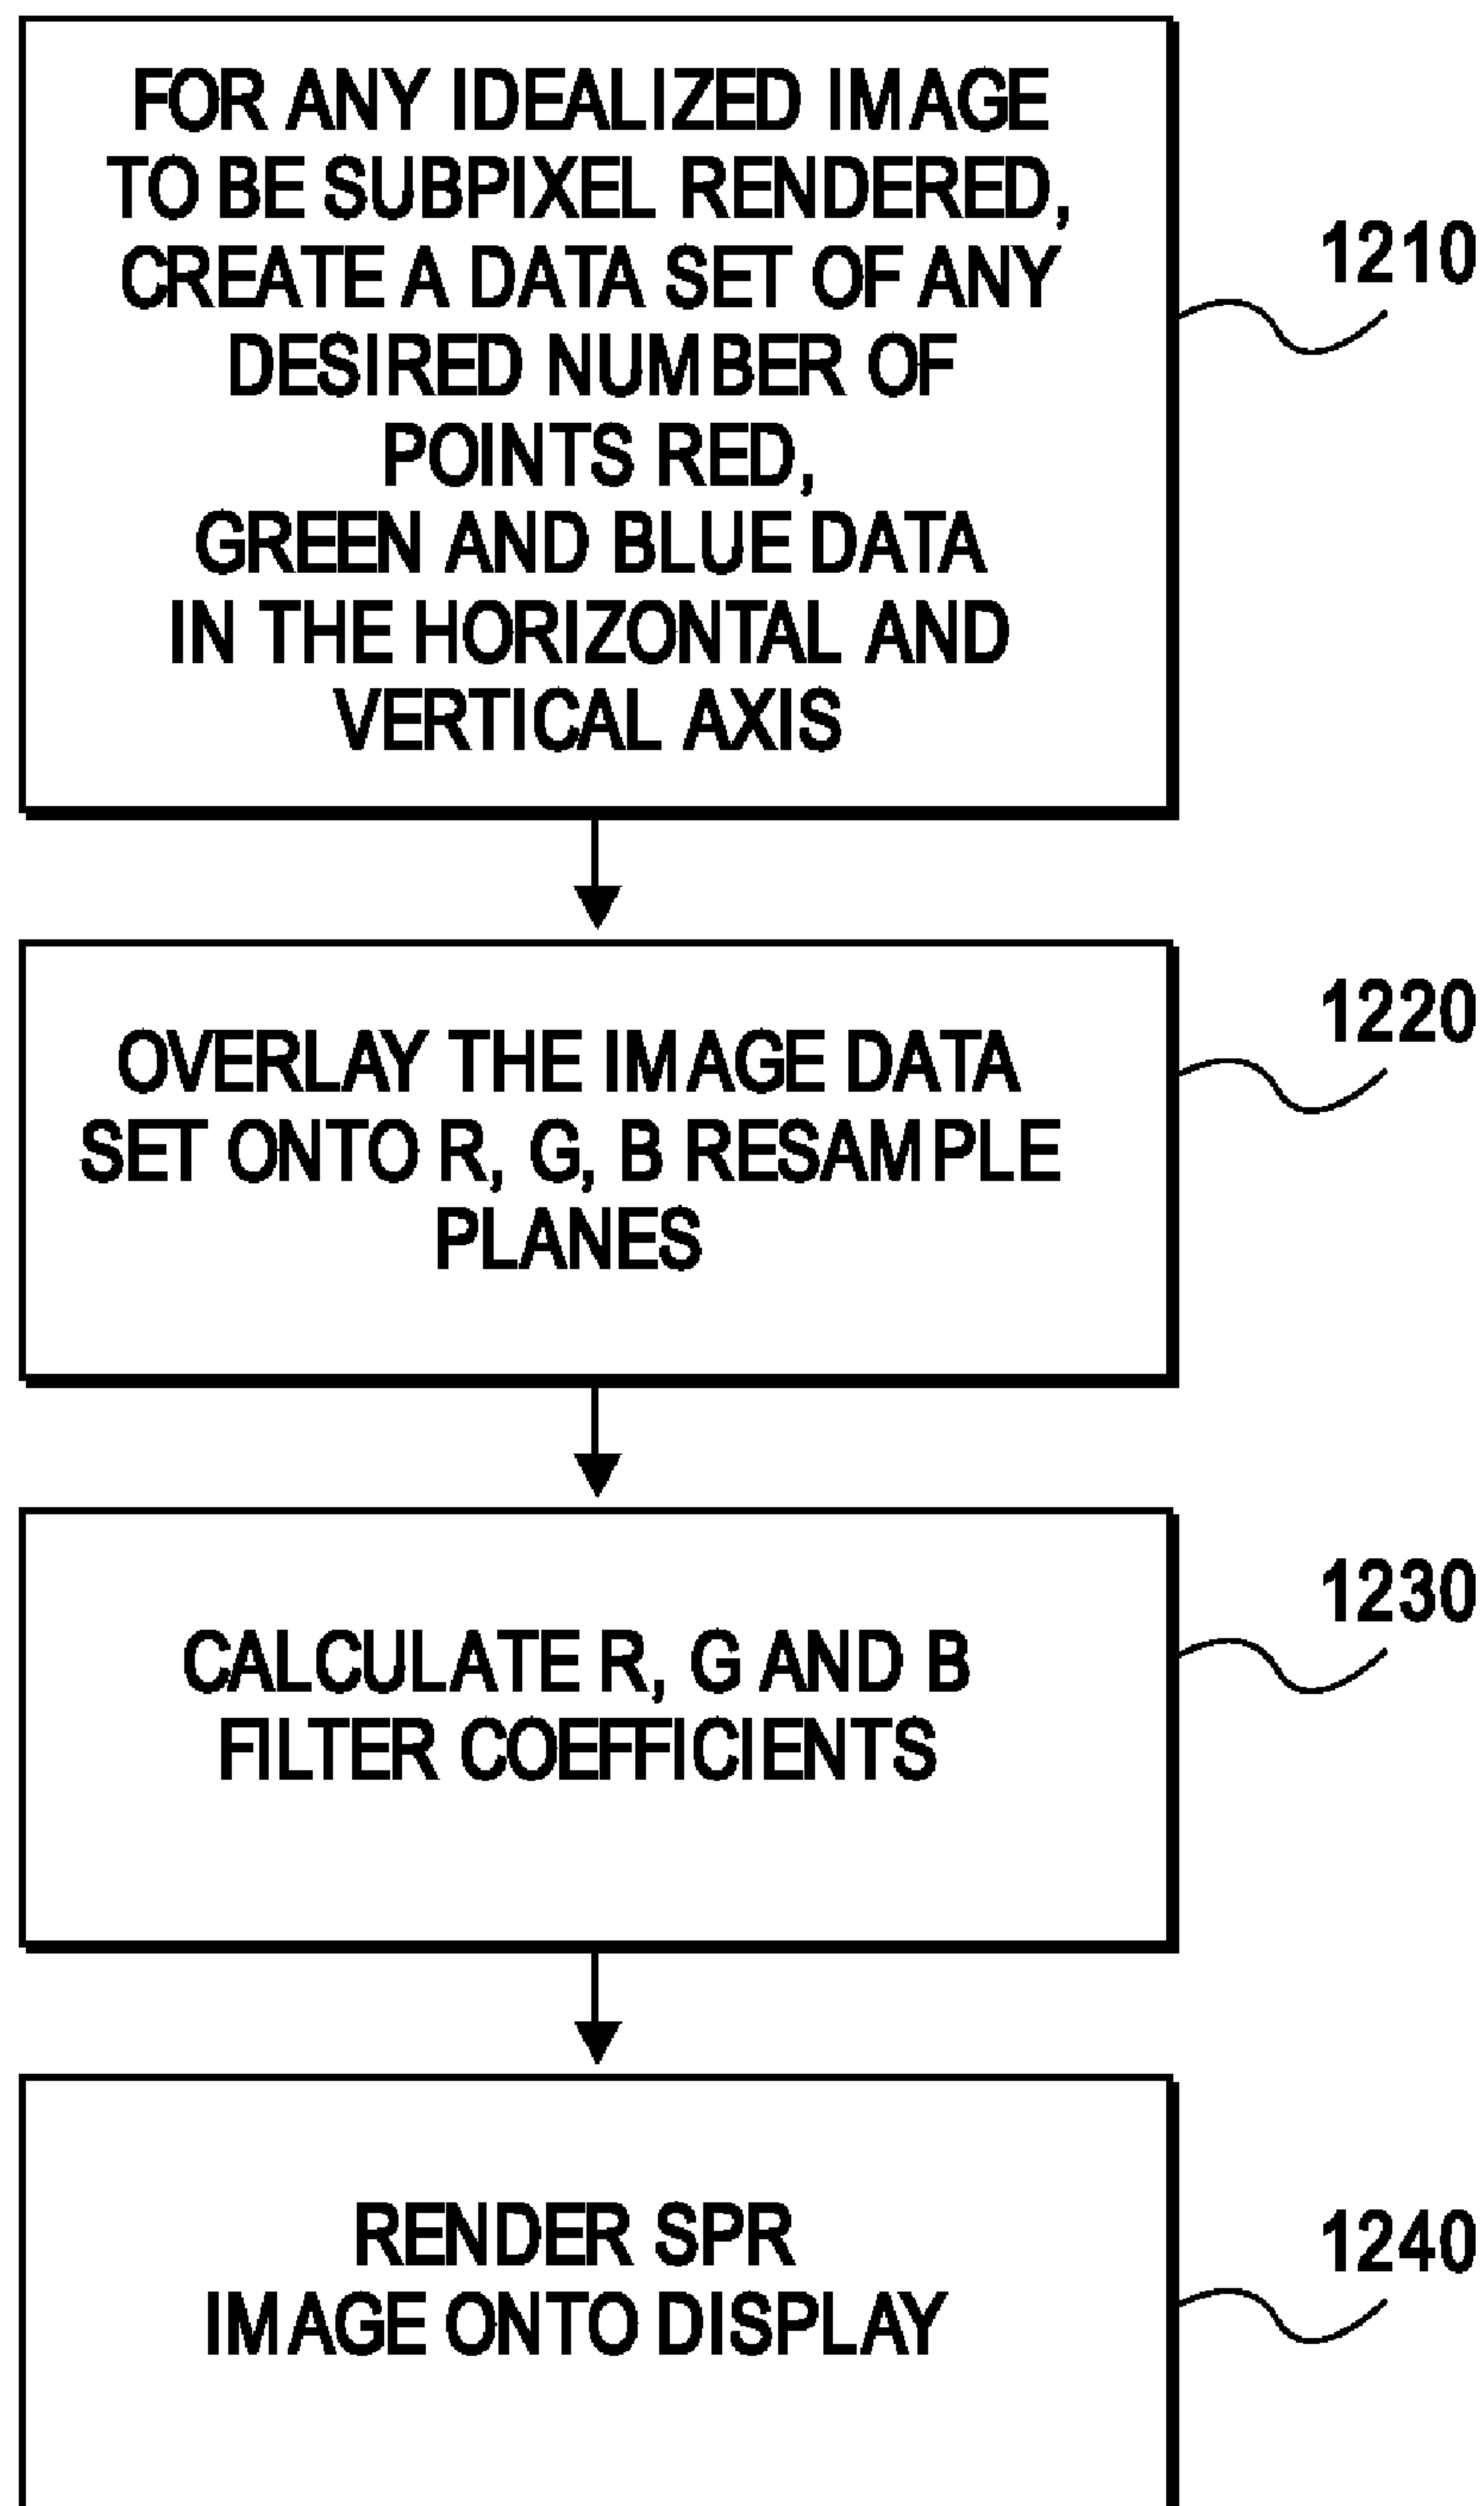 FOR ANY IDEALIZED IMAGE
TO BE SUBPIXEL RENDERED,
CREATE A DATA SET OF ANY
DESIRED NUMBER OF
POINTS RED,
GREEN AND BLUE DATA
IN THE HORIZONTAL AND
VERTICAL AXIS
1210
OVERLAY THE IMAGE DATA
SET ONTO R, G, B RESAMPLE
PLANES
1220
CALCULATE R, G AND B
FILTER COEFFICIENTS
1230
RENDER SPR
IMAGE ONTO DISPLAY
1240